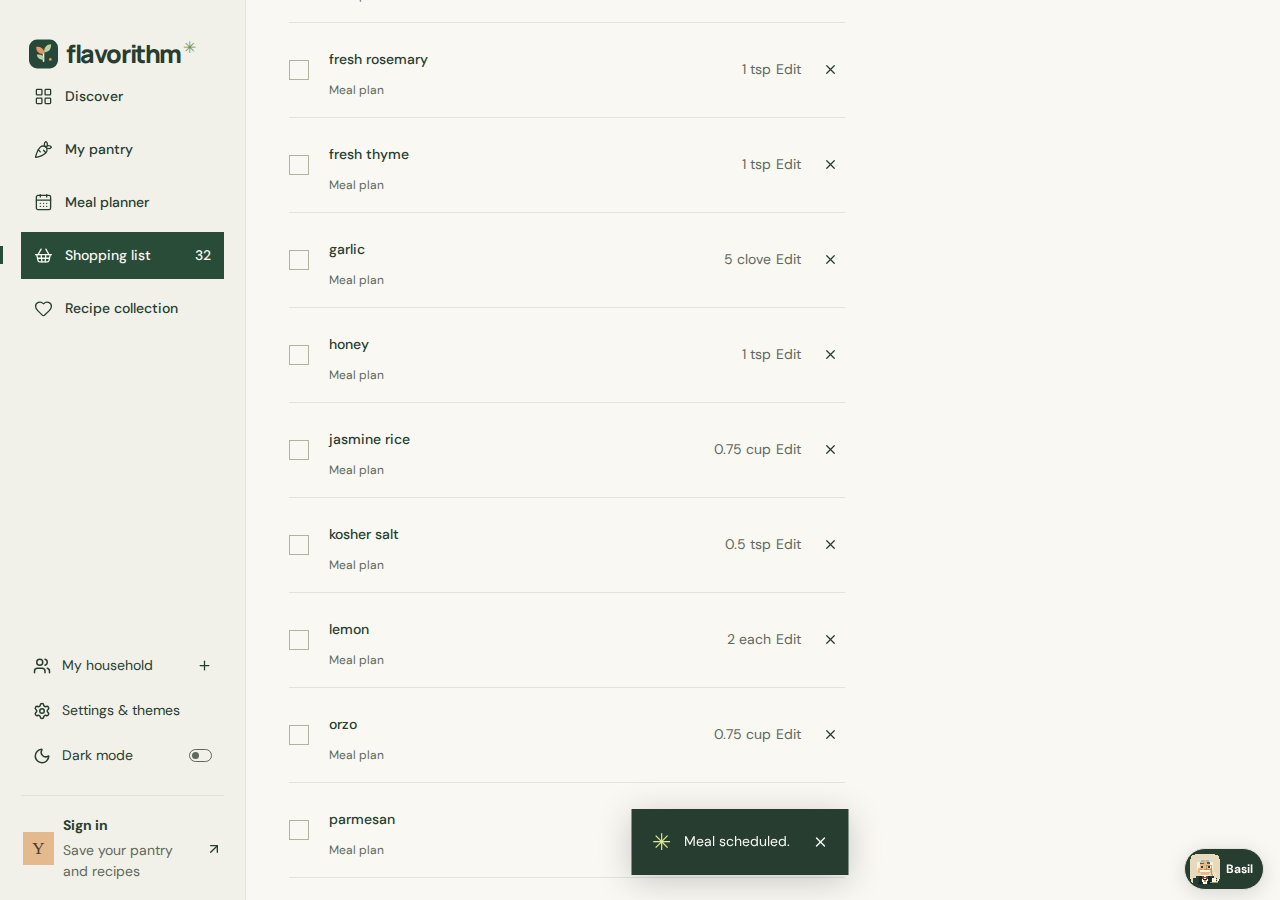 flavorithm
Discover
My pantry
Meal planner
Shopping list 32
Recipe collection
My household
Settings & themes
Dark mode
Y
Sign in
Save your pantry
and recipes
fresh rosemary
Meal plan
1 tsp Edit
fresh thyme
Meal plan
1 tsp Edit
garlic
Meal plan
5 clove Edit
honey
Meal plan
1 tsp Edit
jasmine rice
Meal plan
0.75 cup Edit
kosher salt
Meal plan
0.5 tsp Edit
lemon
Meal plan
2 each Edit
orzo
Meal plan
0.75 cup Edit
parmesan
Meal plan
Meal scheduled.
Basil